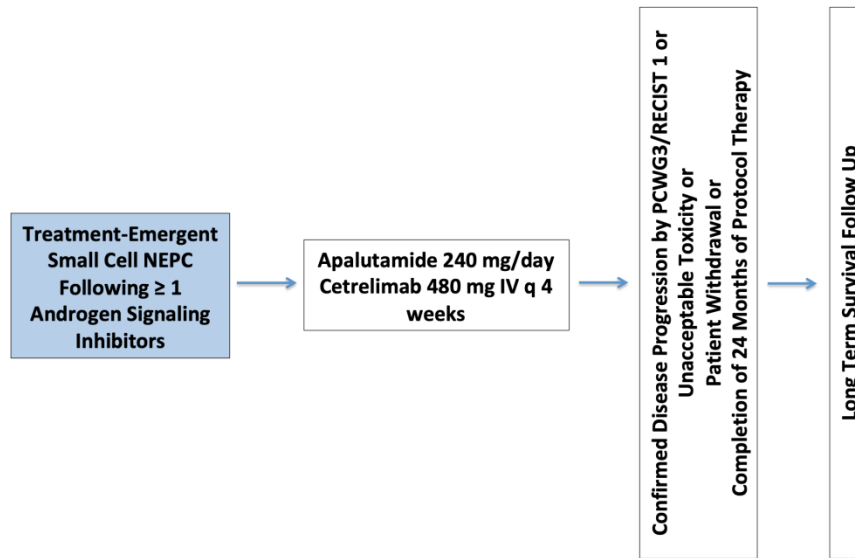 Treatment-Emergent
Small Cell NEPC
Following ≥ 1
Androgen Signaling
Inhibitors
Apalutamide 240 mg/day
Cetrelimab 480 mg IV q 4
weeks
Confirmed Disease Progression by PCWG3/RECIST 1 or
Unacceptable Toxicity or
Patient Withdrawal or
Completion of 24 Months of Protocol Therapy
Long Term Survival Follow Up